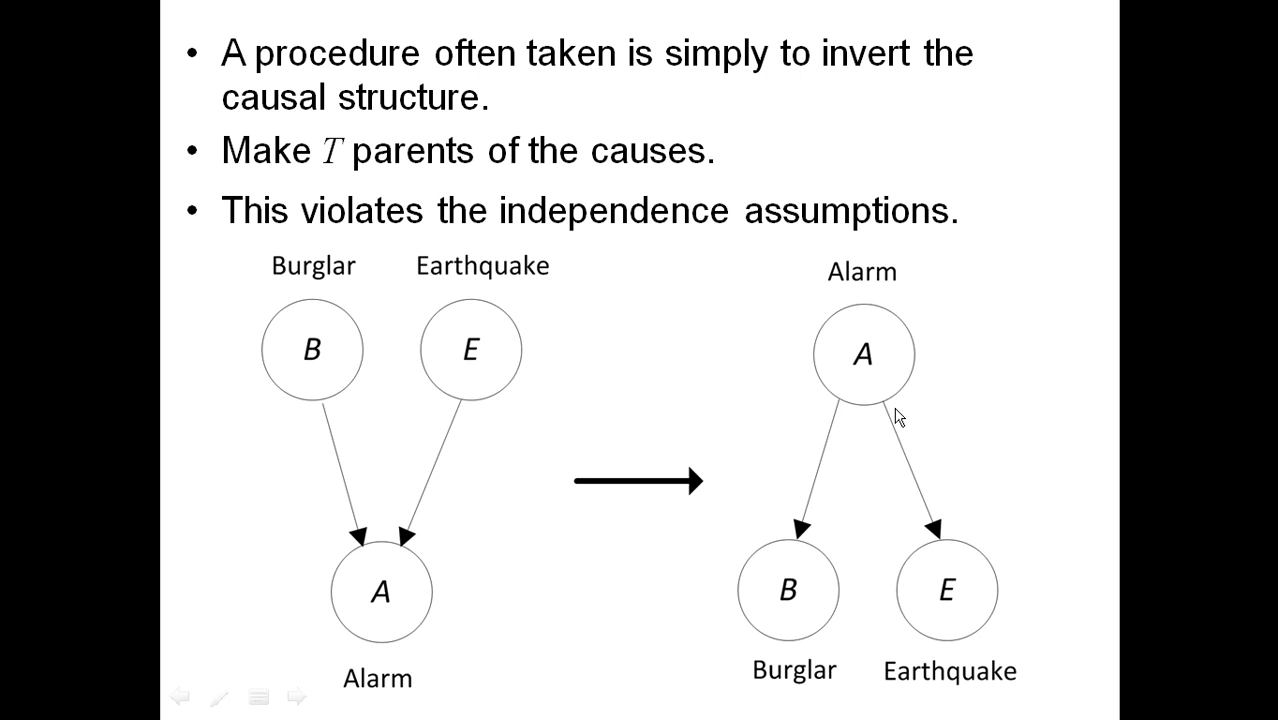 • A procedure often taken is simply to invert the
causal structure.
• Make T parents of the causes.
• This violates the independence assumptions.
Burglar Earthquake
B E
A
Alarm
Alarm
A
B E
Burglar Earthquake